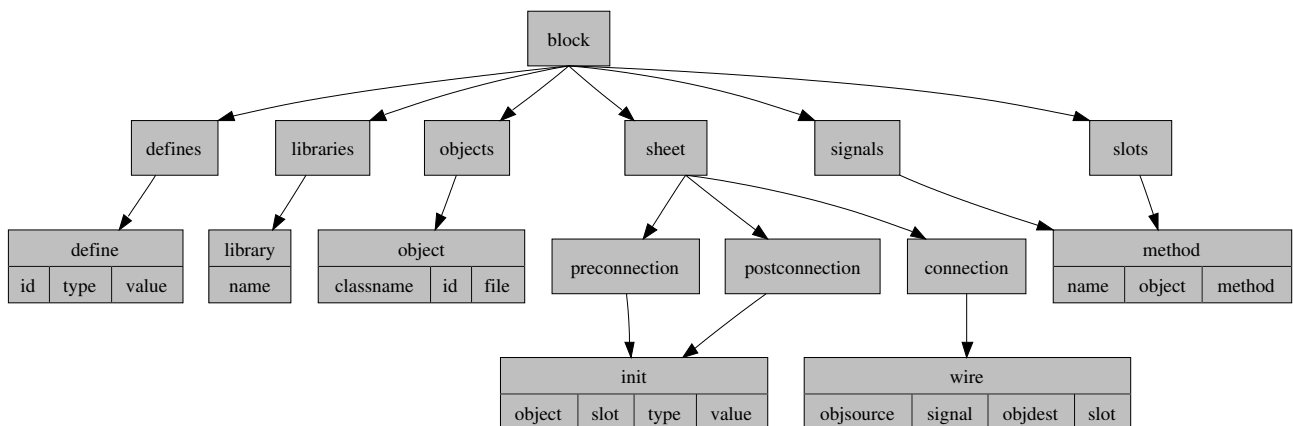 block
defines libraries objects sheet signals slots
define library object preconnection postconnection connection method
id type value name classname id file name object method
init wire
object slot type value objsource signal objdest slot